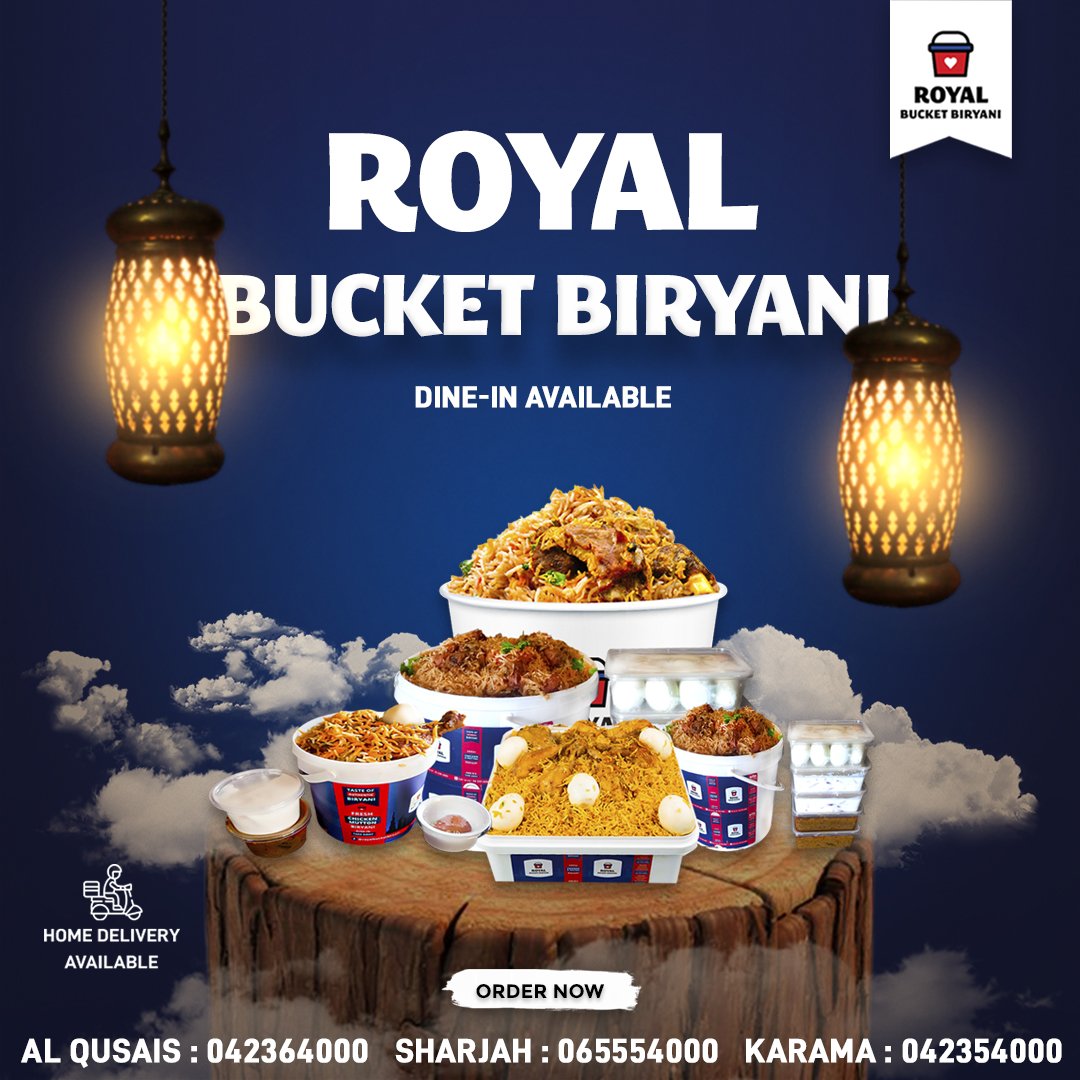 ROYAL
BUCKET BIRYANI
ROYAL
BUCKET BIRYANI
DINE-IN AVAILABLE
TASTE OF
AUTHENTIC
BIRYANI
FRESH
CHICKEN
MUTTON
BIRYANI
HOME DELIVERY
AVAILABLE
ORDER NOW
AL QUSAIS : 042364000 SHARJAH : 065554000 KARAMA : 042354000